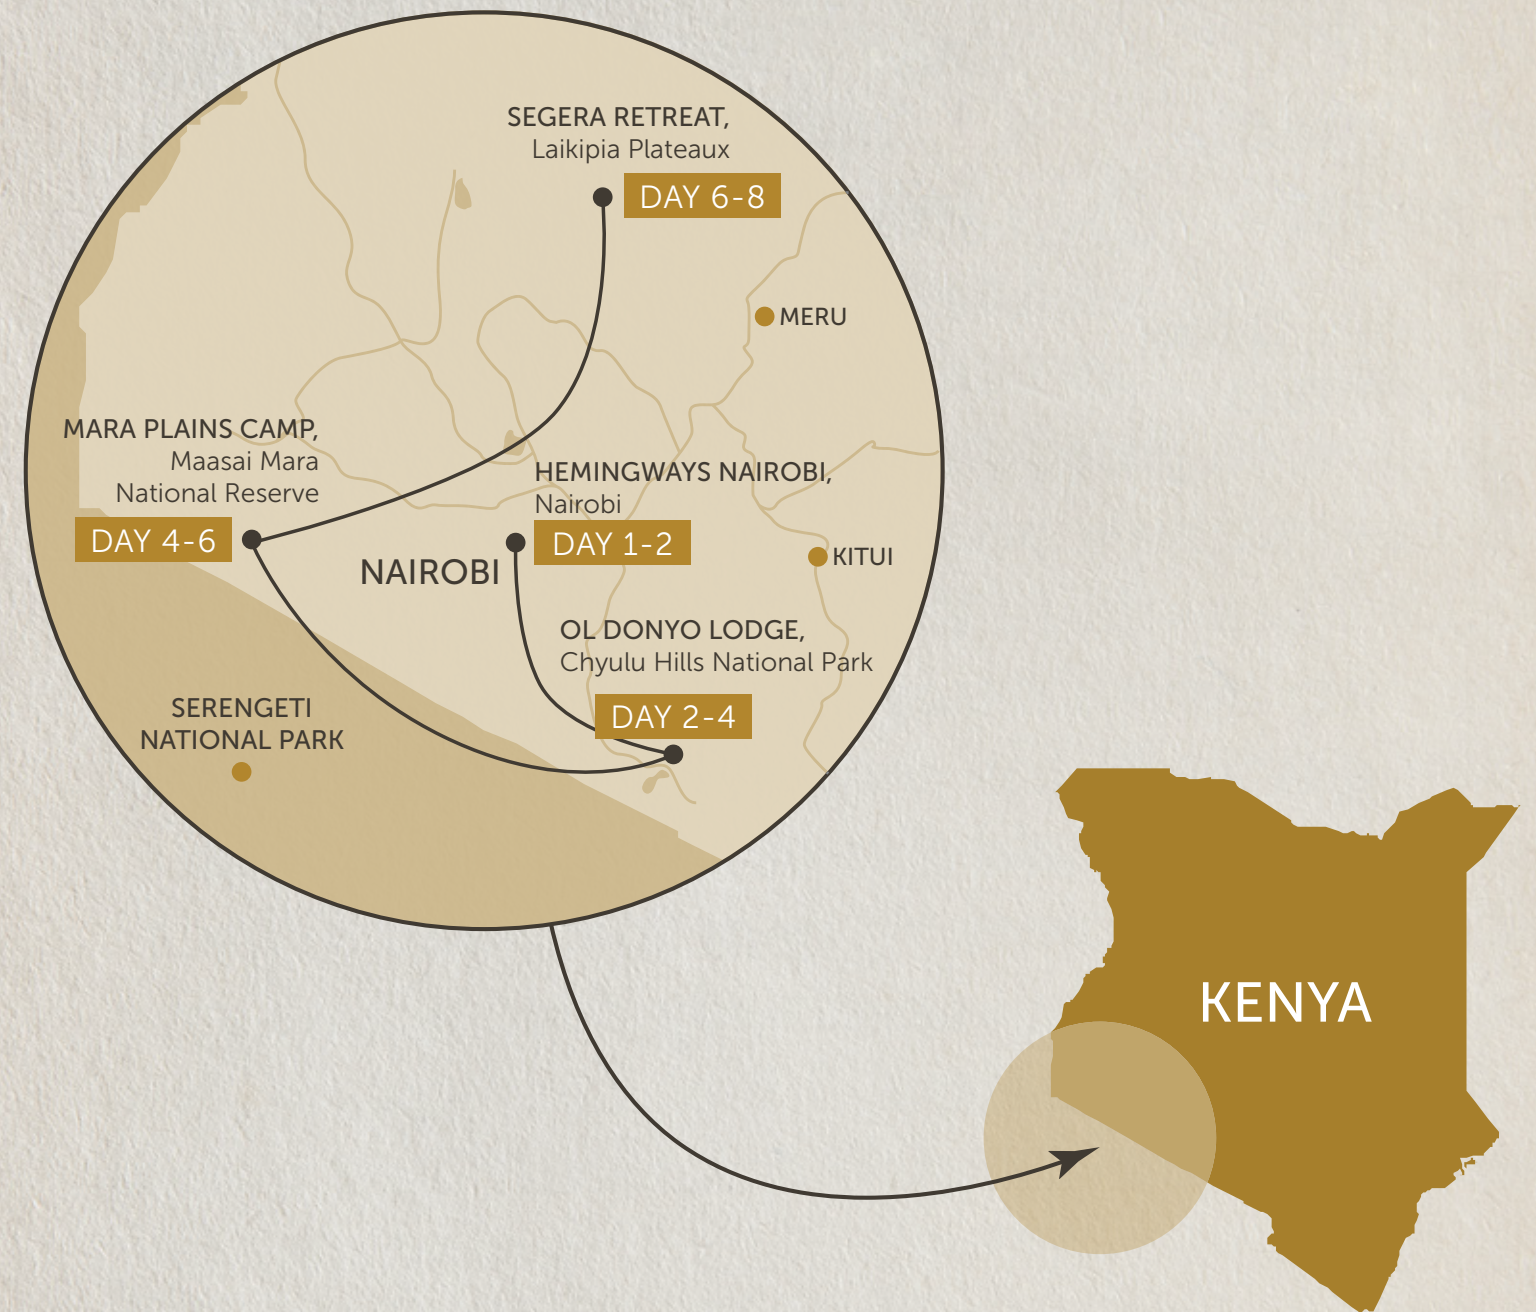 SEGERA RETREAT,
Laikipia Plateaux
DAY 6-8
MERU
MARA PLAINS CAMP,
Maasai Mara
National Reserve
DAY 4-6
HEMINGWAYS NAIROBI,
Nairobi
DAY 1-2
NAIROBI
KITUI
OL DONYO LODGE,
Chyulu Hills National Park
DAY 2-4
SERENGETI
NATIONAL PARK
KENYA